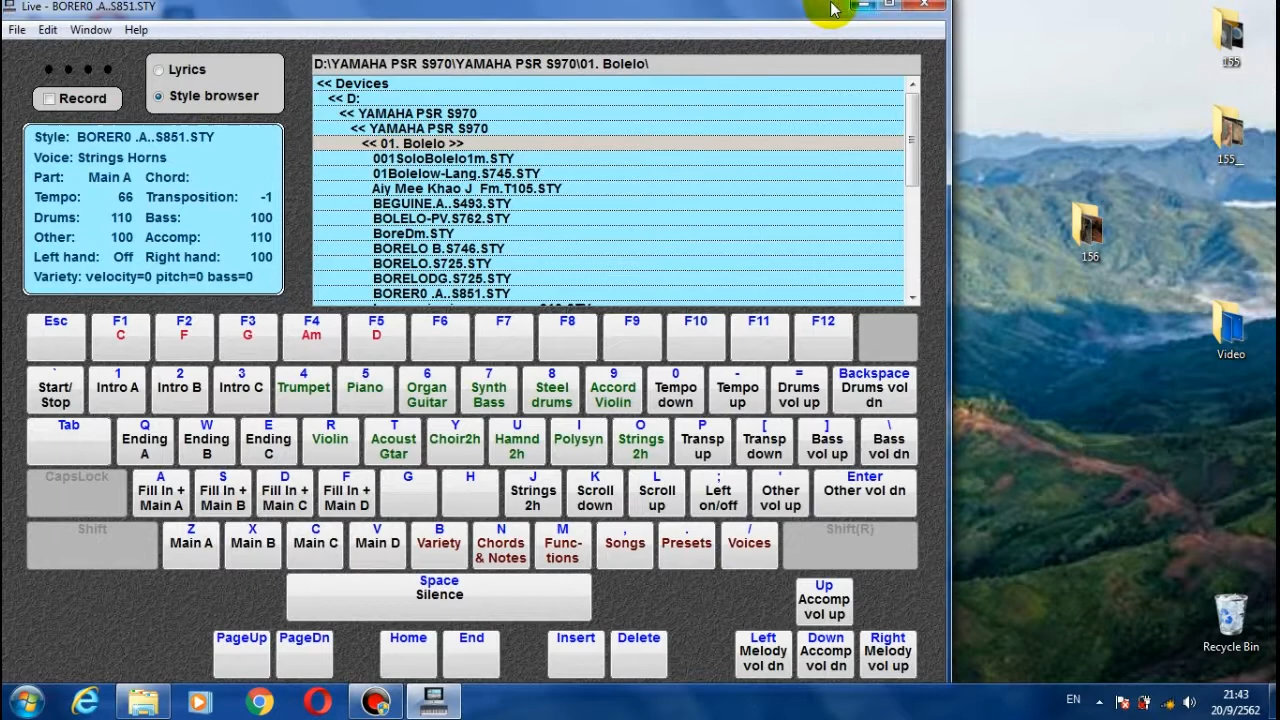 Live - BORER0 .A..S851.STY
File Edit Window Help
Lyrics
Style browser
Record
Style: BORER0 .A..S851.STY
Voice: Strings Horns
Part: Main A Chord:
Tempo: 66 Transposition: -1
Drums: 110 Bass: 100
Other: 100 Accomp: 110
Left hand: Off Right hand: 100
Variety: velocity=0 pitch=0 bass=0
D:\YAMAHA PSR S970\YAMAHA PSR S970\01. Bolelo\
<< Devices
<< D:
<< YAMAHA PSR S970
<< YAMAHA PSR S970
<< 01. Bolelo >>
001SoloBolelo1m.STY
01Bolelow-Lang.S745.STY
Aiy Mee Khao J_Fm.T105.STY
BEGUINE.A..S493.STY
BOLELO-PV.S762.STY
BoreDm.STY
BORELO B.S746.STY
BORELO.S725.STY
BORELODG.S725.STY
BORER0 .A..S851.STY
Esc F1 F2 F3 F4 F5 F6 F7 F8 F9 F10 F11 F12
C F G Am D
` 1 2 3 4 5 6 7 8 9 0 - = Backspace
Start/ Intro A Intro B Intro C Trumpet Piano Organ Synth Steel Accord Tempo Tempo Drums Drums vol
Stop Guitar Bass drums Violin down up vol up dn
Tab Q W E R T Y U I O P [ ] \
Ending Ending Ending Violin Acoust Choir2h Hamnd Polysyn Strings Transp Transp Bass Bass
A B C Gtar 2h 2h up down vol up vol dn
CapsLock A S D F G H J K L ; ' Enter
Fill In + Fill In + Fill In + Fill In + Strings Scroll Scroll Left Other Other vol dn
Main A Main B Main C Main D 2h down up on/off vol up
Shift Z X C V B N M , . / Shift(R)
Main A Main B Main C Main D Variety Chords Func- Songs Presets Voices
& Notes tions
Space
Silence
Up
Accomp
vol up
PageUp PageDn Home End Insert Delete Left Down Right
Melody Accomp Melody
vol dn vol dn vol up
155
155_
156
Video
Recycle Bin
EN
21:43
20/9/2562